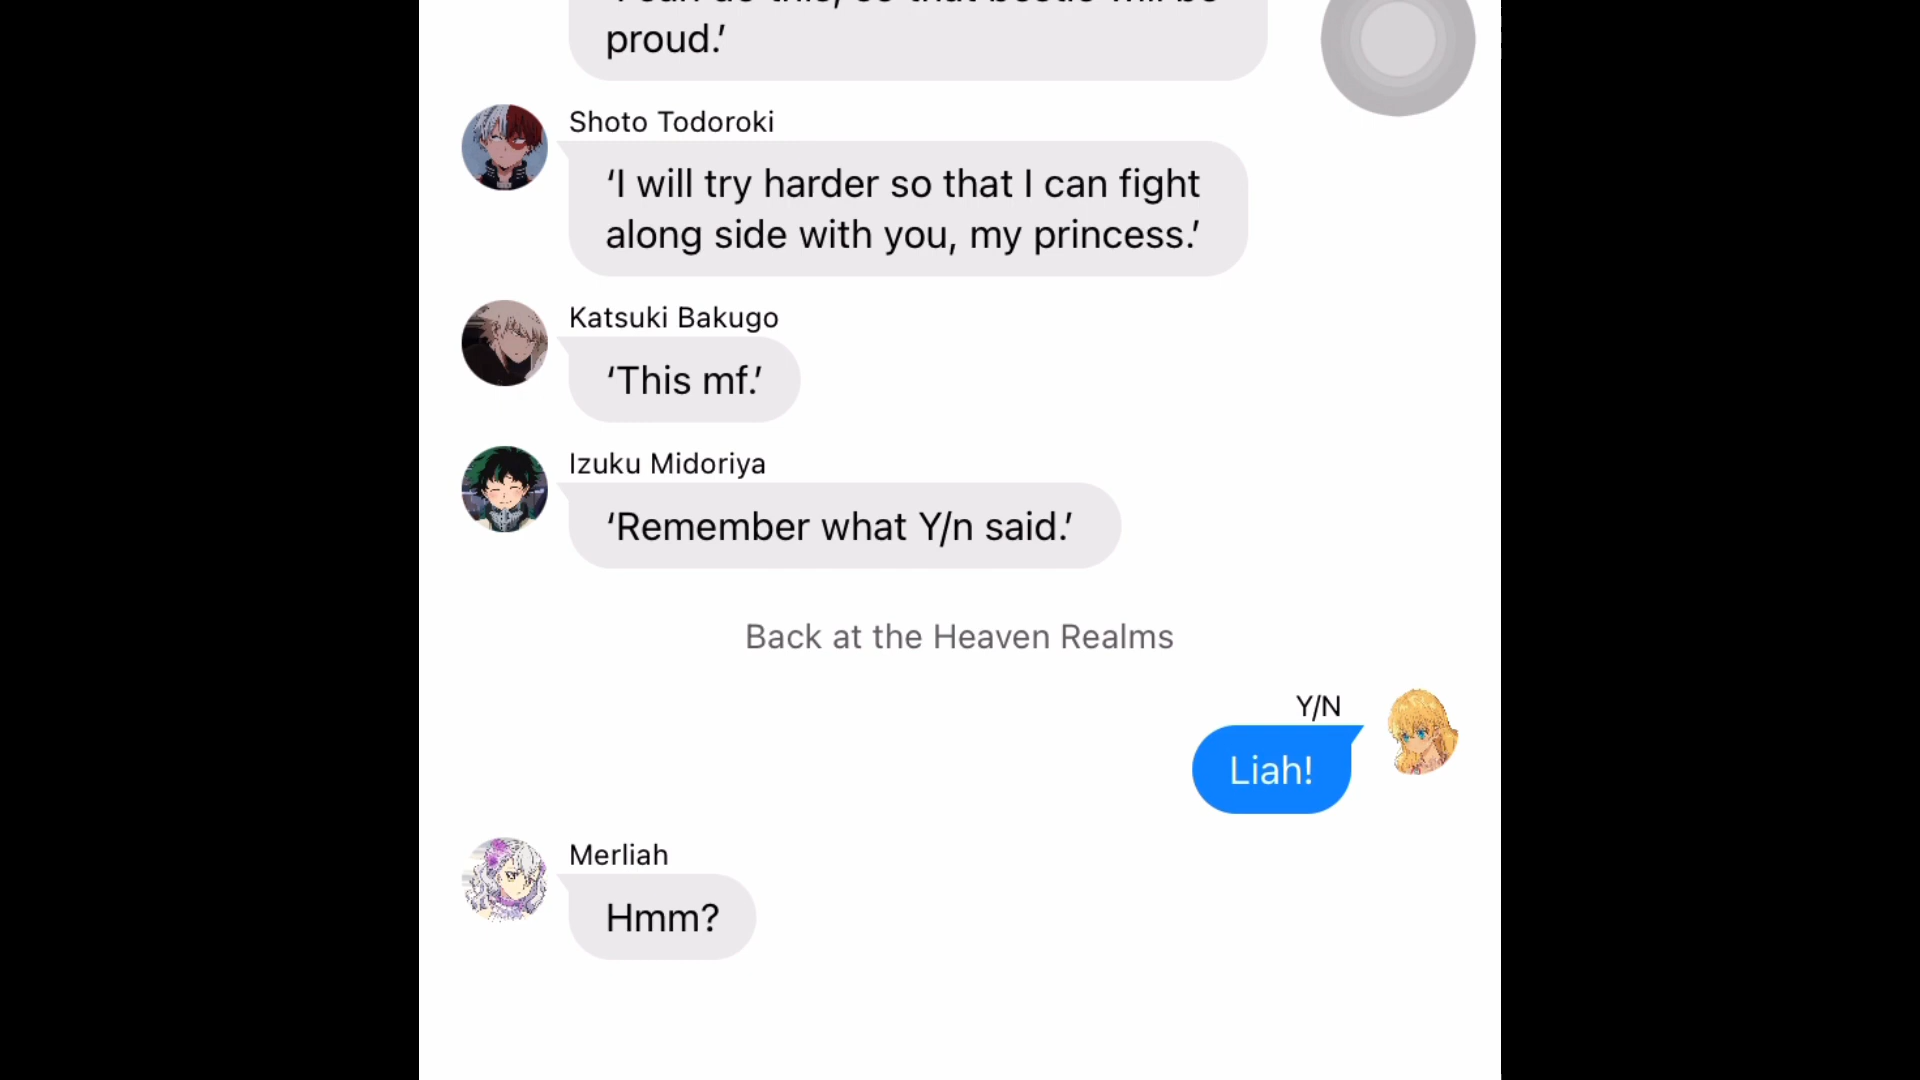 proud.’
Shoto Todoroki
‘I will try harder so that I can fight
along side with you, my princess.’
Katsuki Bakugo
‘This mf.’
Izuku Midoriya
‘Remember what Y/n said.’
Back at the Heaven Realms
Y/N
Liah!
Merliah
Hmm?